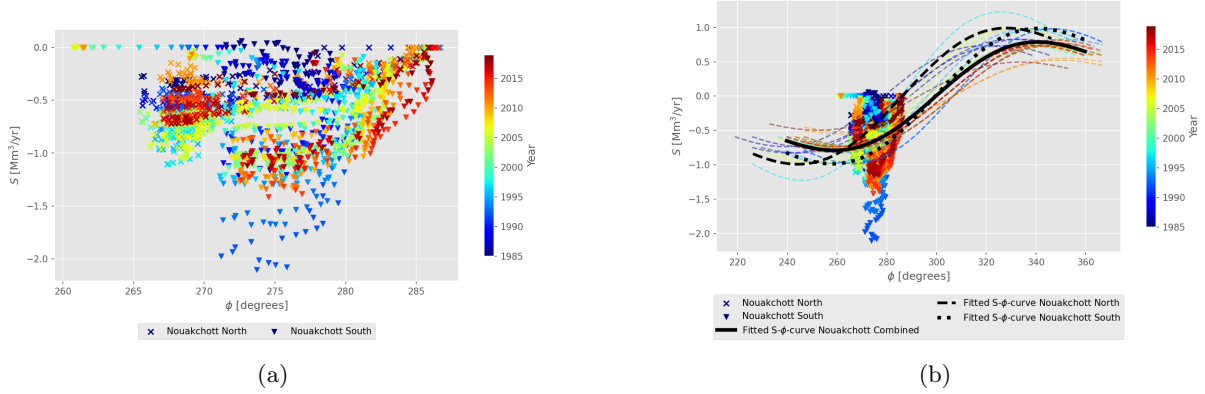 0.0
−0.5
−1.0
−1.5
−2.0
S [Mm³/yr]
260
265
270
275
280
285
ϕ [degrees]
2015
2010
2005
2000
1995
1990
1985
Year
Nouakchott North
Nouakchott South
(a)
1.0
0.5
0.0
−0.5
−1.0
−1.5
−2.0
S [Mm³/yr]
220
240
260
280
300
320
340
360
ϕ [degrees]
2015
2010
2005
2000
1995
1990
1985
Year
Nouakchott North
Nouakchott South
Fitted S-ϕ-curve Nouakchott Combined
Fitted S-ϕ-curve Nouakchott North
Fitted S-ϕ-curve Nouakchott South
(b)